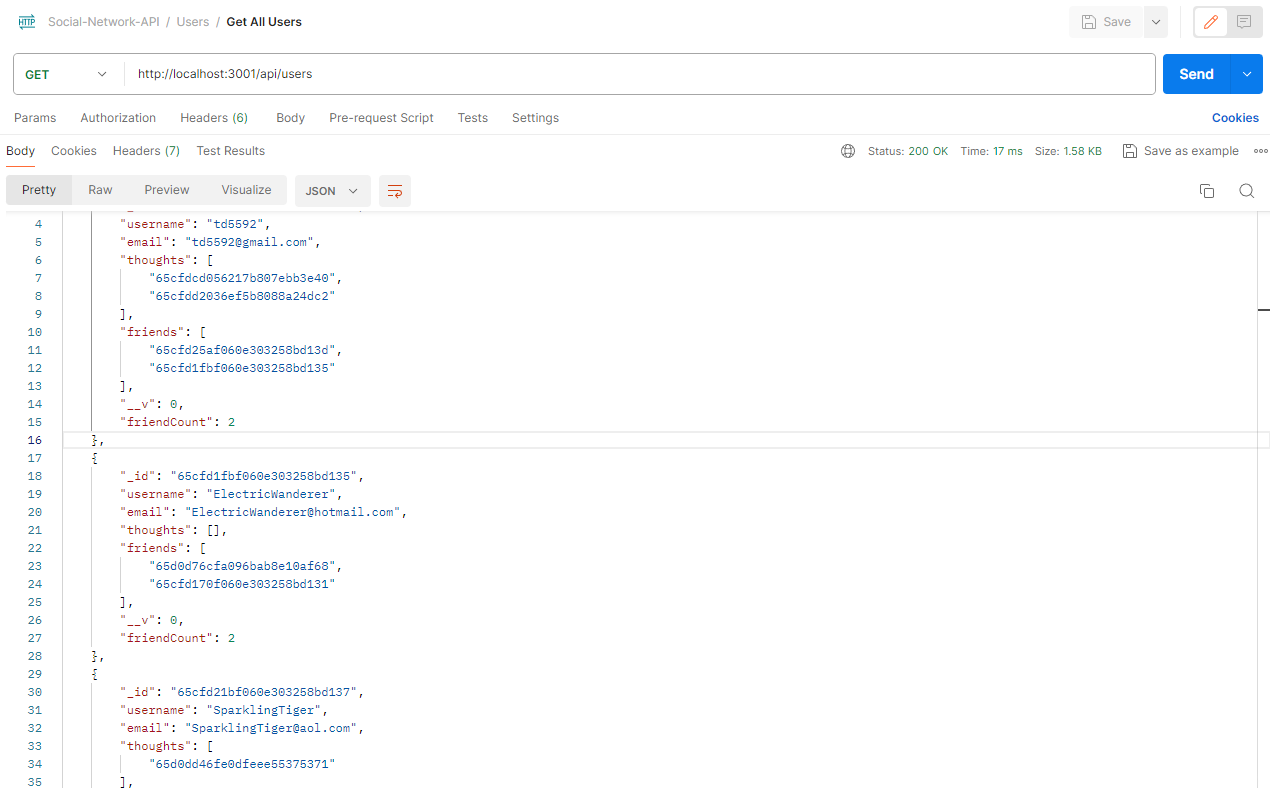 HTTP Social-Network-API / Users / Get All Users Save
GET http://localhost:3001/api/users Send
Params Authorization Headers (6) Body Pre-request Script Tests Settings Cookies
Body Cookies Headers (7) Test Results Status: 200 OK Time: 17 ms Size: 1.58 KB Save as example
Pretty Raw Preview Visualize JSON
4 "username": "td5592",
5 "email": "td5592@gmail.com",
6 "thoughts": [
7 "65cfdcd056217b807ebb3e40",
8 "65cfdd2036ef5b8088a24dc2"
9 ],
10 "friends": [
11 "65cfd25af060e303258bd13d",
12 "65cfd1fbf060e303258bd135"
13 ],
14 "__v": 0,
15 "friendCount": 2
16 },
17 {
18 "_id": "65cfd1fbf060e303258bd135",
19 "username": "ElectricWanderer",
20 "email": "ElectricWanderer@hotmail.com",
21 "thoughts": [],
22 "friends": [
23 "65d0d76cfa096bab8e10af68",
24 "65cfd170f060e303258bd131"
25 ],
26 "__v": 0,
27 "friendCount": 2
28 },
29 {
30 "_id": "65cfd21bf060e303258bd137",
31 "username": "SparklingTiger",
32 "email": "SparklingTiger@aol.com",
33 "thoughts": [
34 "65d0dd46fe0dfeee55375371"
35 ],